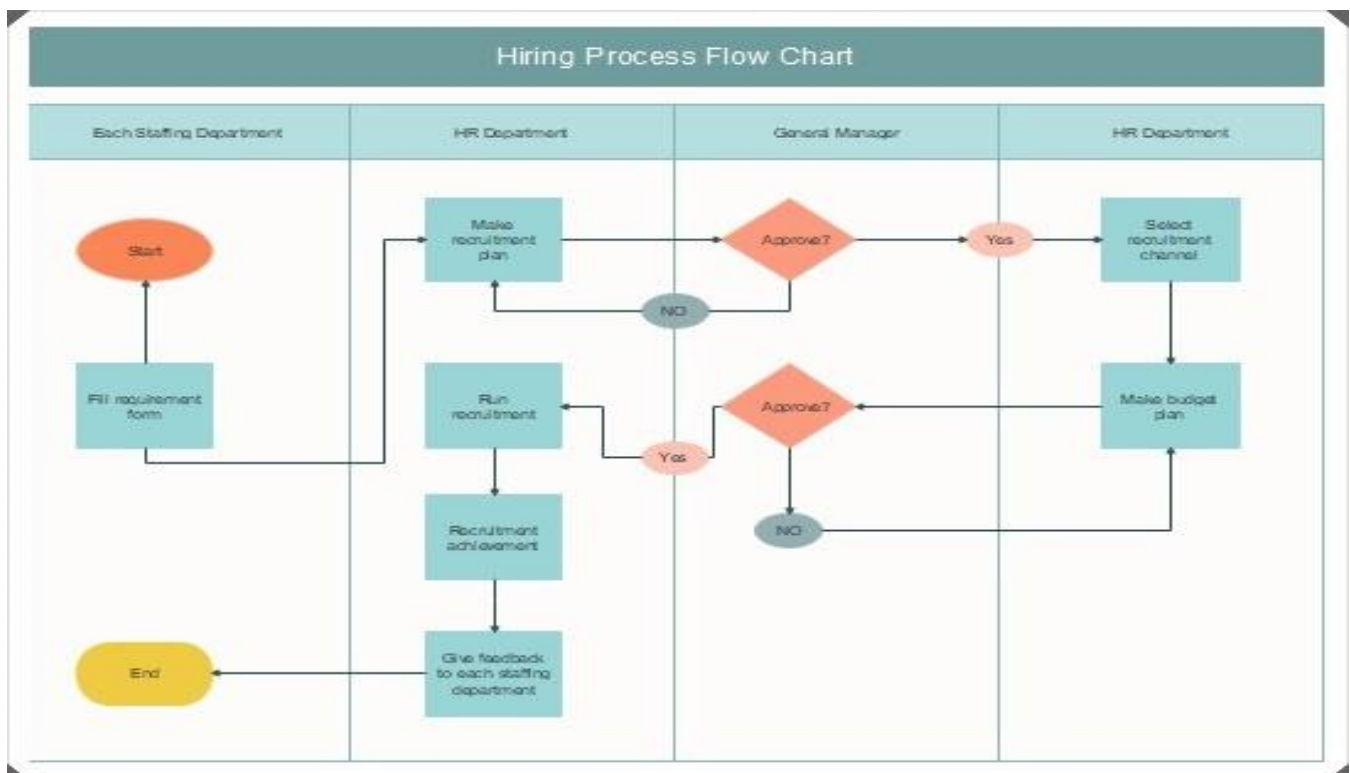 Hiring Process Flow Chart
Each Staffing Department
HR Department
General Manager
HR Department
Start
Make
recruitment
plan
Approve?
Yes
Select
recruitment
channel
NO
Fill requirement
form
Run
recruitment
Approve?
Make budget
plan
Yes
Recruitment
achievement
NO
End
Give feedback
to each staffing
department